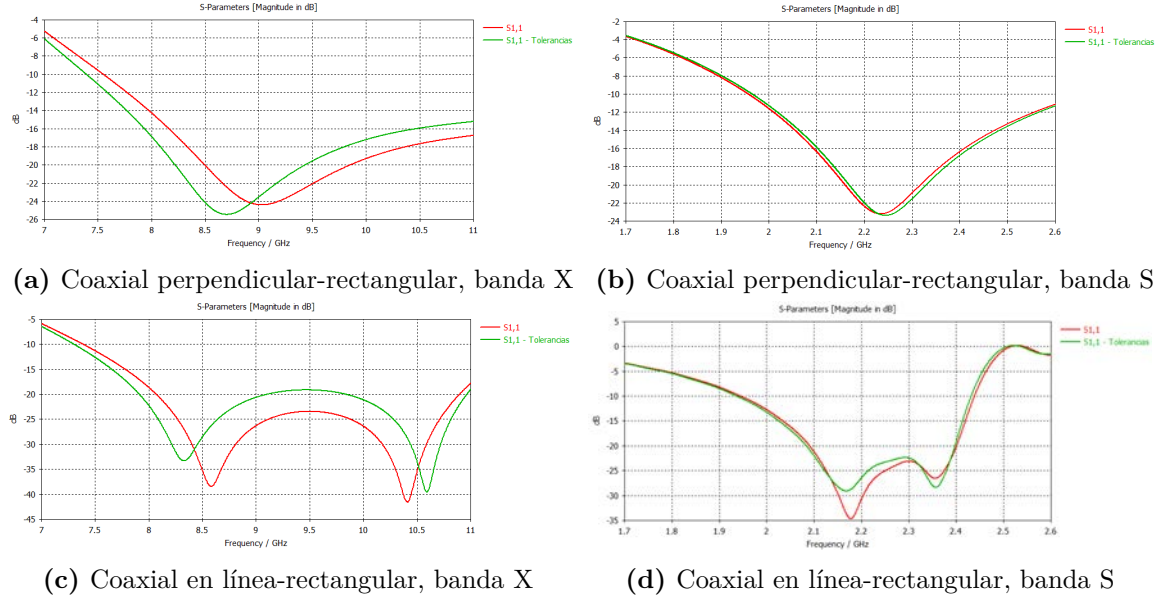 S-Parameters [Magnitude in dB]
S1,1
S1,1 - Tolerancias
dB
-4
-6
-8
-10
-12
-14
-16
-18
-20
-22
-24
-26
7 7.5 8 8.5 9 9.5 10 10.5 11
Frequency / GHz
(a) Coaxial perpendicular-rectangular, banda X
S-Parameters [Magnitude in dB]
S1,1
S1,1 - Tolerancias
dB
-2
-4
-6
-8
-10
-12
-14
-16
-18
-20
-22
-24
1.7 1.8 1.9 2 2.1 2.2 2.3 2.4 2.5 2.6
Frequency / GHz
(b) Coaxial perpendicular-rectangular, banda S
S-Parameters [Magnitude in dB]
S1,1
S1,1 - Tolerancias
dB
-5
-10
-15
-20
-25
-30
-35
-40
-45
7 7.5 8 8.5 9 9.5 10 10.5 11
Frequency / GHz
(c) Coaxial en línea-rectangular, banda X
S-Parameters [Magnitude in dB]
S1,1
S1,1 - Tolerancias
dB
5
0
-5
-10
-15
-20
-25
-30
-35
1.7 1.8 1.9 2 2.1 2.2 2.3 2.4 2.5 2.6
Frequency / GHz
(d) Coaxial en línea-rectangular, banda S